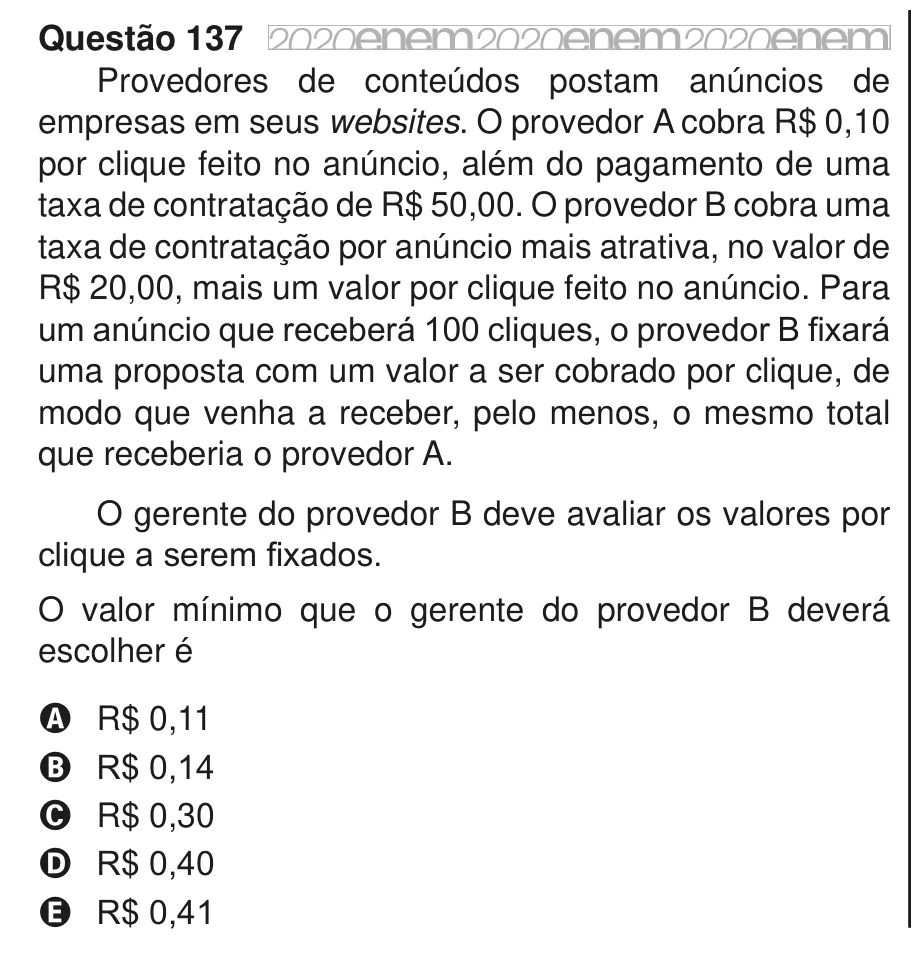 Questão 137 2020enem2020enem2020enem
Provedores de conteúdos postam anúncios de
empresas em seus websites. O provedor A cobra R$ 0,10
por clique feito no anúncio, além do pagamento de uma
taxa de contratação de R$ 50,00. O provedor B cobra uma
taxa de contratação por anúncio mais atrativa, no valor de
R$ 20,00, mais um valor por clique feito no anúncio. Para
um anúncio que receberá 100 cliques, o provedor B fixará
uma proposta com um valor a ser cobrado por clique, de
modo que venha a receber, pelo menos, o mesmo total
que receberia o provedor A.
O gerente do provedor B deve avaliar os valores por
clique a serem fixados.
O valor mínimo que o gerente do provedor B deverá
escolher é
A R$ 0,11
B R$ 0,14
C R$ 0,30
D R$ 0,40
E R$ 0,41